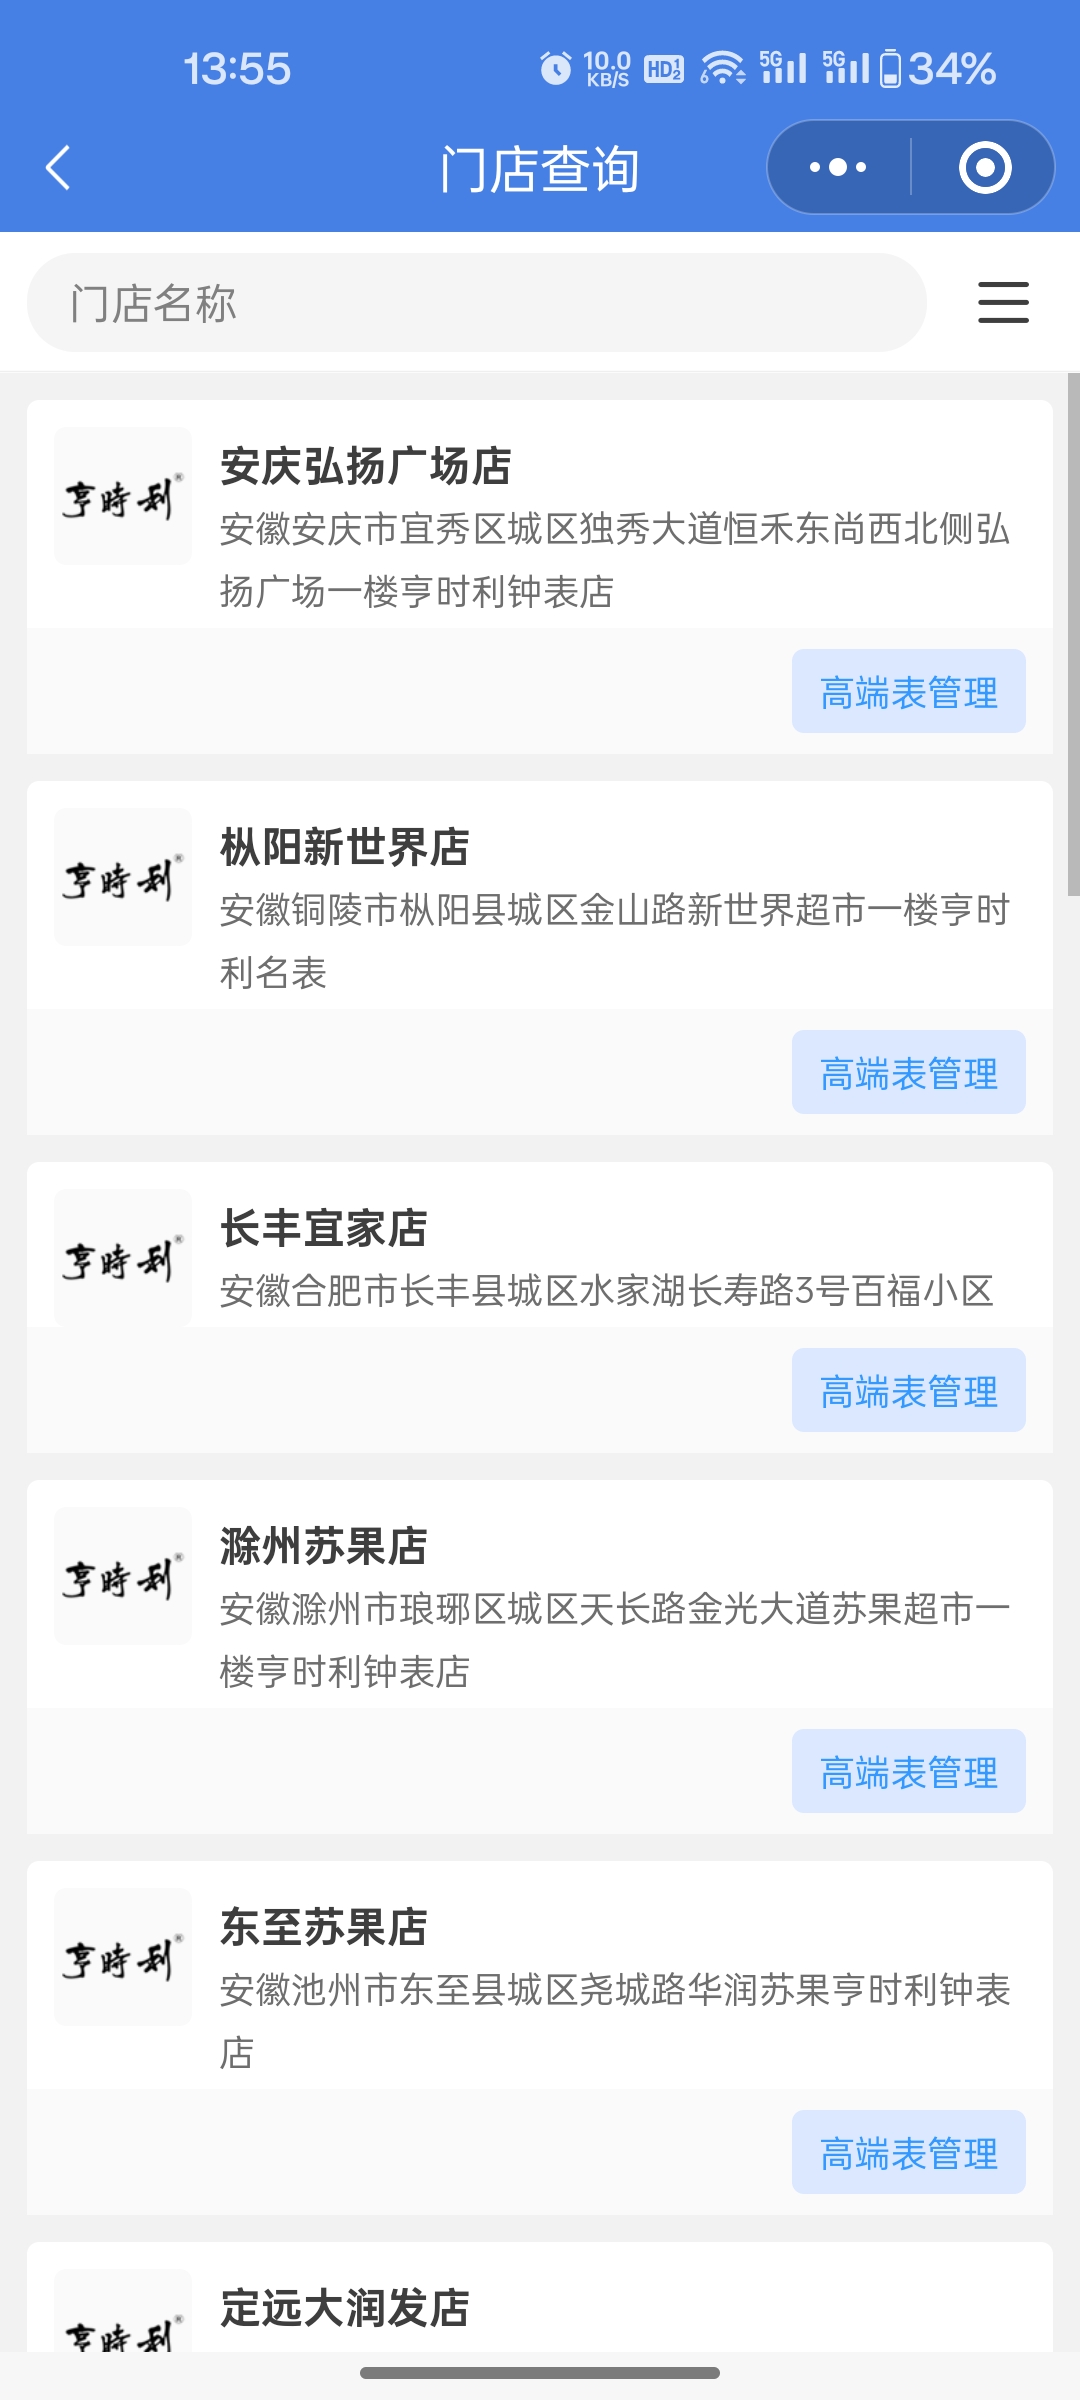 13:55
10.0
KB/S
HD 1 2
6
5G
5G
34%
门店查询
门店名称
亨時利®
安庆弘扬广场店
安徽安庆市宜秀区城区独秀大道恒禾东尚西北侧弘
扬广场一楼亨时利钟表店
高端表管理
亨時利®
枞阳新世界店
安徽铜陵市枞阳县城区金山路新世界超市一楼亨时
利名表
高端表管理
亨時利®
长丰宜家店
安徽合肥市长丰县城区水家湖长寿路3号百福小区
高端表管理
亨時利®
滁州苏果店
安徽滁州市琅琊区城区天长路金光大道苏果超市一
楼亨时利钟表店
高端表管理
亨時利®
东至苏果店
安徽池州市东至县城区尧城路华润苏果亨时利钟表
店
高端表管理
亨時利®
定远大润发店